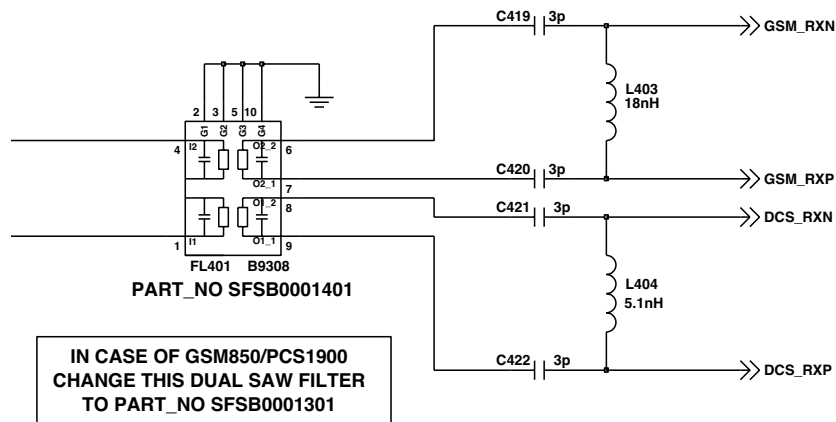 C419 3p
GSM_RXN
L403
18nH
2 3 5 10
G1 G2 G3 G4
4 I2 O2_2 6
C420 3p
GSM_RXP
O2_1 7
C421 3p
DCS_RXN
O1_2 8
1 I1 O1_1 9
L404
5.1nH
FL401 B9308
PART_NO SFSB0001401
C422 3p
DCS_RXP
IN CASE OF GSM850/PCS1900
CHANGE THIS DUAL SAW FILTER
TO PART_NO SFSB0001301